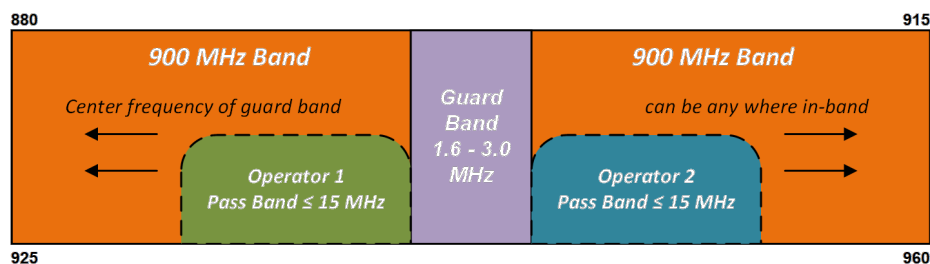 880
915
900 MHz Band
900 MHz Band
Center frequency of guard band
can be any where in-band
Guard
Band
1.6 - 3.0
MHz
Operator 1
Pass Band ≤ 15 MHz
Operator 2
Pass Band ≤ 15 MHz
925
960